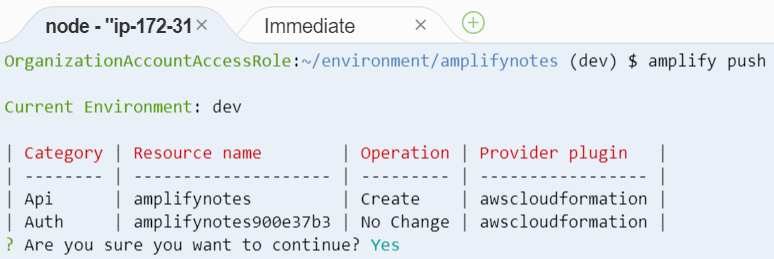 node - "ip-172-31 × Immediate ×
OrganizationAccountAccessRole:~/environment/amplifynotes (dev) $ amplify push
Current Environment: dev
| Category | Resource name | Operation | Provider plugin |
| -------- | -------------------- | --------- | ----------------- |
| Api | amplifynotes | Create | awscloudformation |
| Auth | amplifynotes900e37b3 | No Change | awscloudformation |
? Are you sure you want to continue? Yes